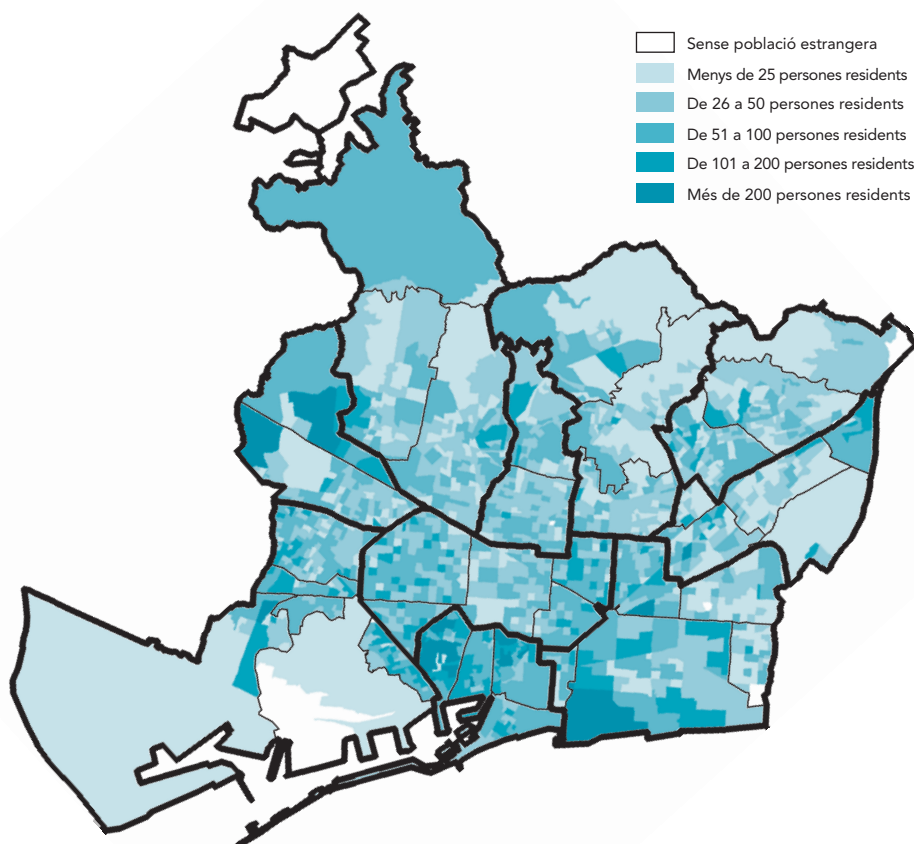 Sense població estrangera
Menys de 25 persones residents
De 26 a 50 persones residents
De 51 a 100 persones residents
De 101 a 200 persones residents
Més de 200 persones residents